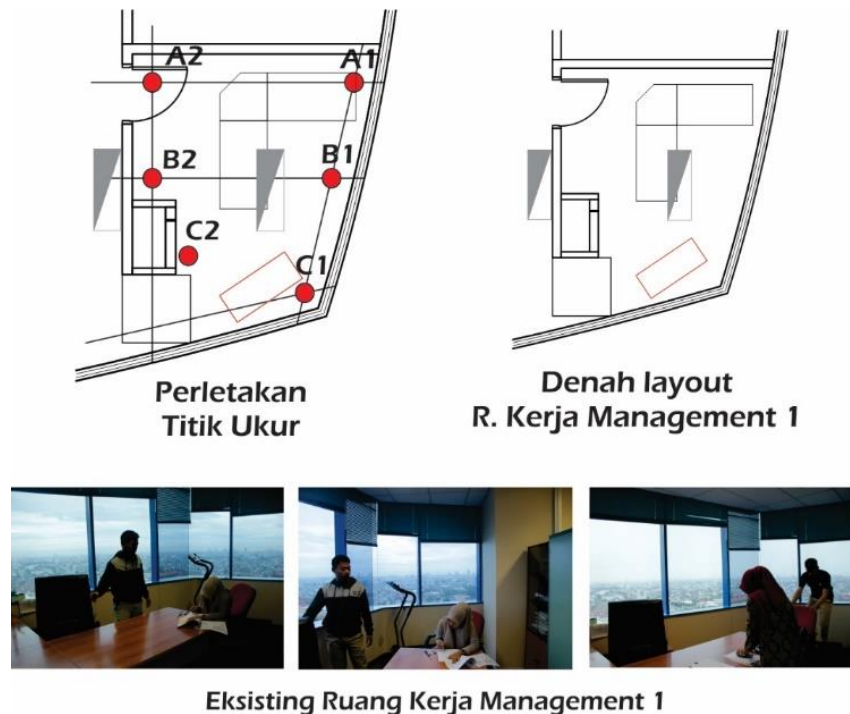 A2
A1
B2
B1
C2
C1
Perletakan
Titik Ukur
Denah layout
R. Kerja Management 1
Eksisting Ruang Kerja Management 1